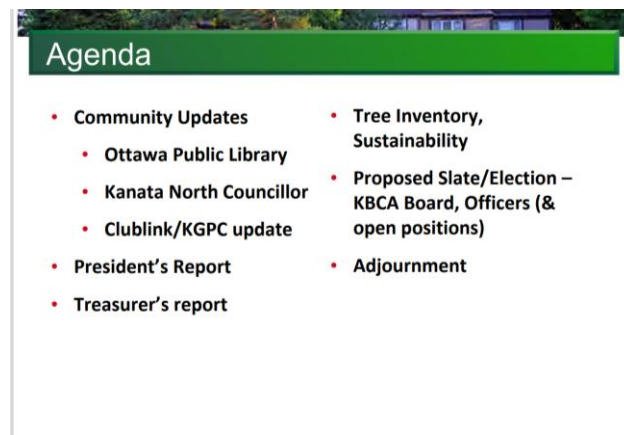 Agenda
Community Updates
Ottawa Public Library
Kanata North Councillor
Clublink/KGPC update
President’s Report
Treasurer’s report
Tree Inventory,
Sustainability
Proposed Slate/Election –
KBCA Board, Officers (&
open positions)
Adjournment